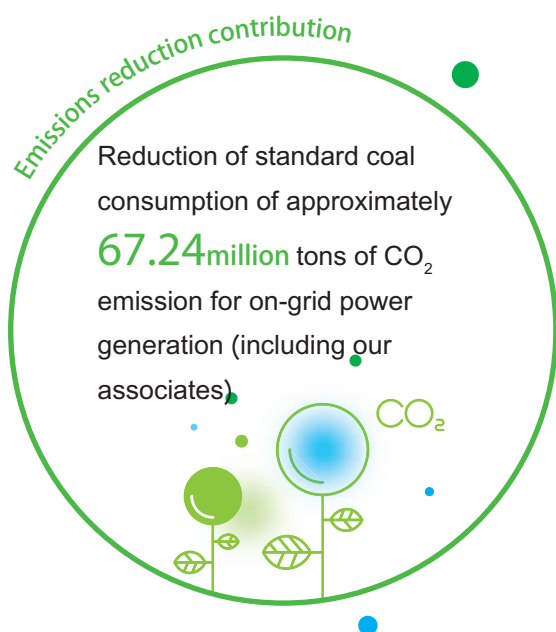 Emissions reduction contribution
Reduction of standard coal
consumption of approximately
67.24million tons of CO₂
emission for on-grid power
generation (including our
associates)
CO₂